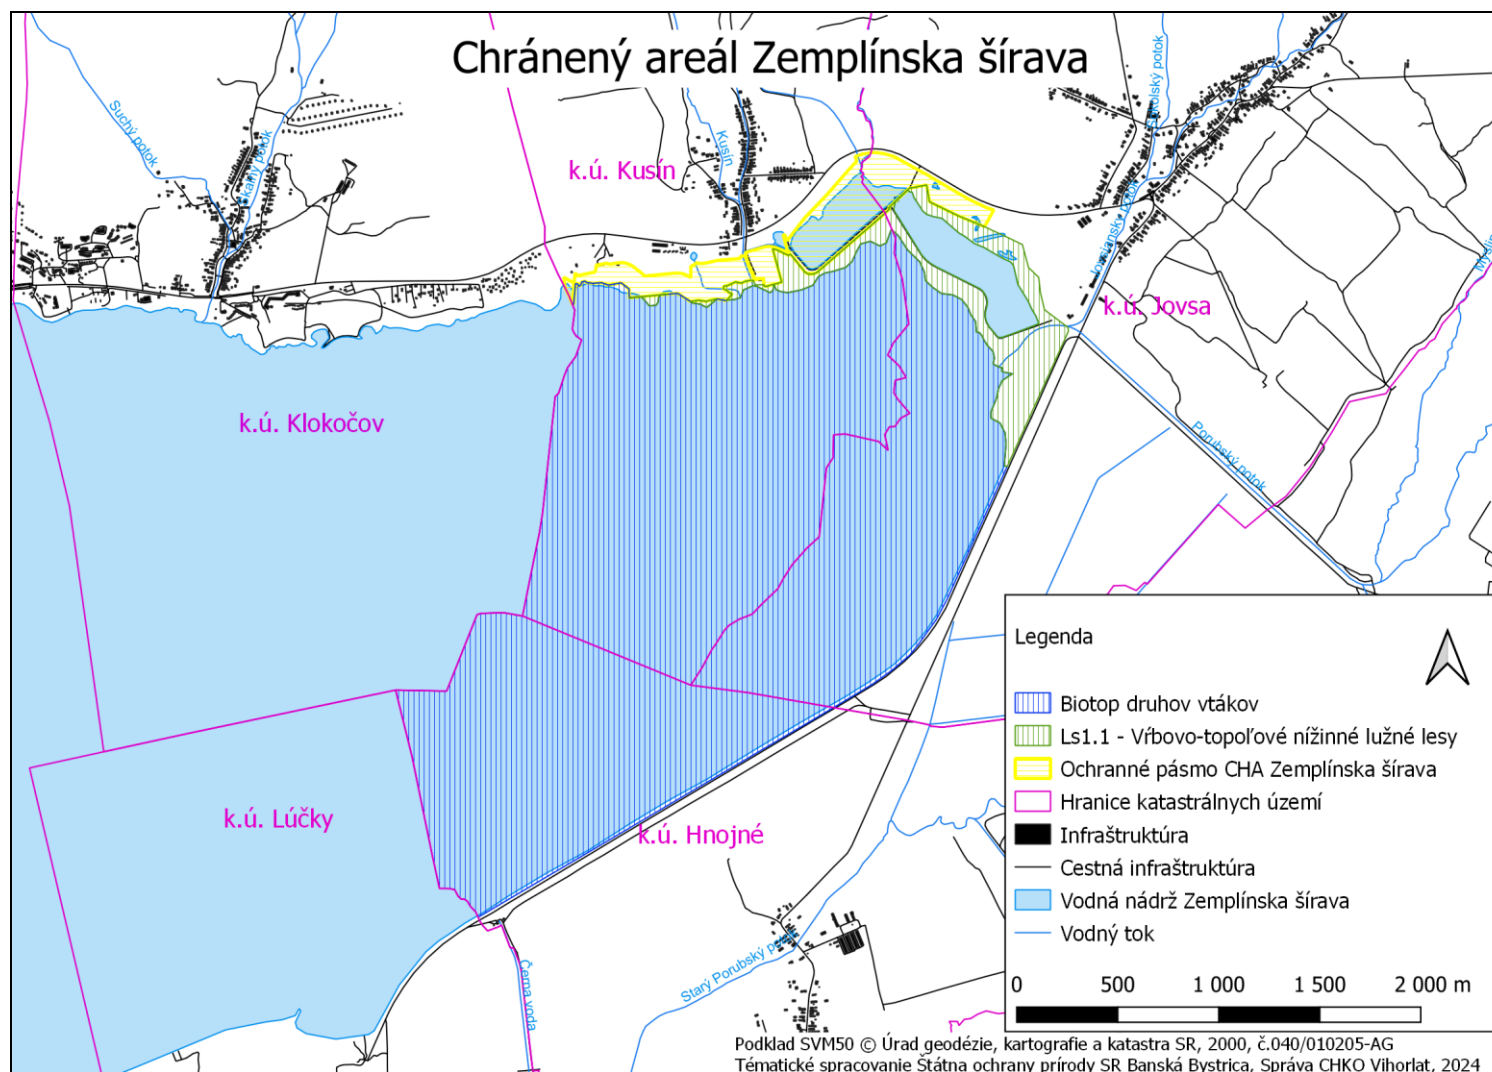 Chránený areál Zemplínska šírava
Suchý potok
Kusín
k.ú. Kusín
k.ú. Jovsa
k.ú. Klokočov
Porubský potok
k.ú. Lúčky
k.ú. Hnojné
Starý Porubský potok
Čierna voda
Legenda
Biotop druhov vtákov
Ls1.1 - Vŕbovo-topoľové nížinné lužné lesy
Ochranné pásmo CHA Zemplínska šírava
Hranice katastrálnych území
Infraštruktúra
Cestná infraštruktúra
Vodná nádrž Zemplínska šírava
Vodný tok
0 500 1 000 1 500 2 000 m
Podklad SVM50 © Úrad geodézie, kartografie a katastra SR, 2000, č.040/010205-AG
Tématické spracovanie Štátna ochrany prírody SR Banská Bystrica, Správa CHKO Vihorlat, 2024